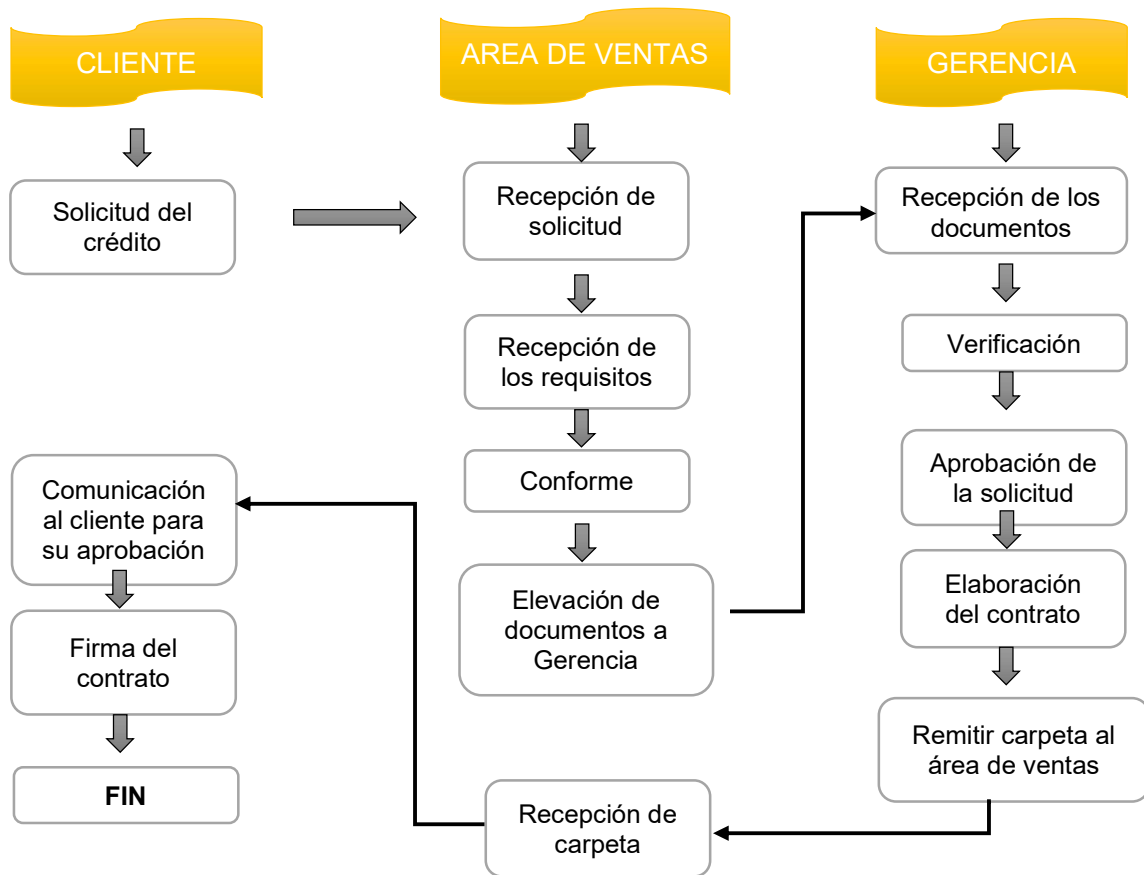 CLIENTE
AREA DE VENTAS
GERENCIA
Solicitud del
crédito
Recepción de
solicitud
Recepción de los
documentos
Recepción de
los requisitos
Verificación
Conforme
Aprobación de
la solicitud
Elevación de
documentos a
Gerencia
Elaboración
del contrato
Remitir carpeta al
área de ventas
Recepción de
carpeta
Comunicación
al cliente para
su aprobación
Firma del
contrato
FIN